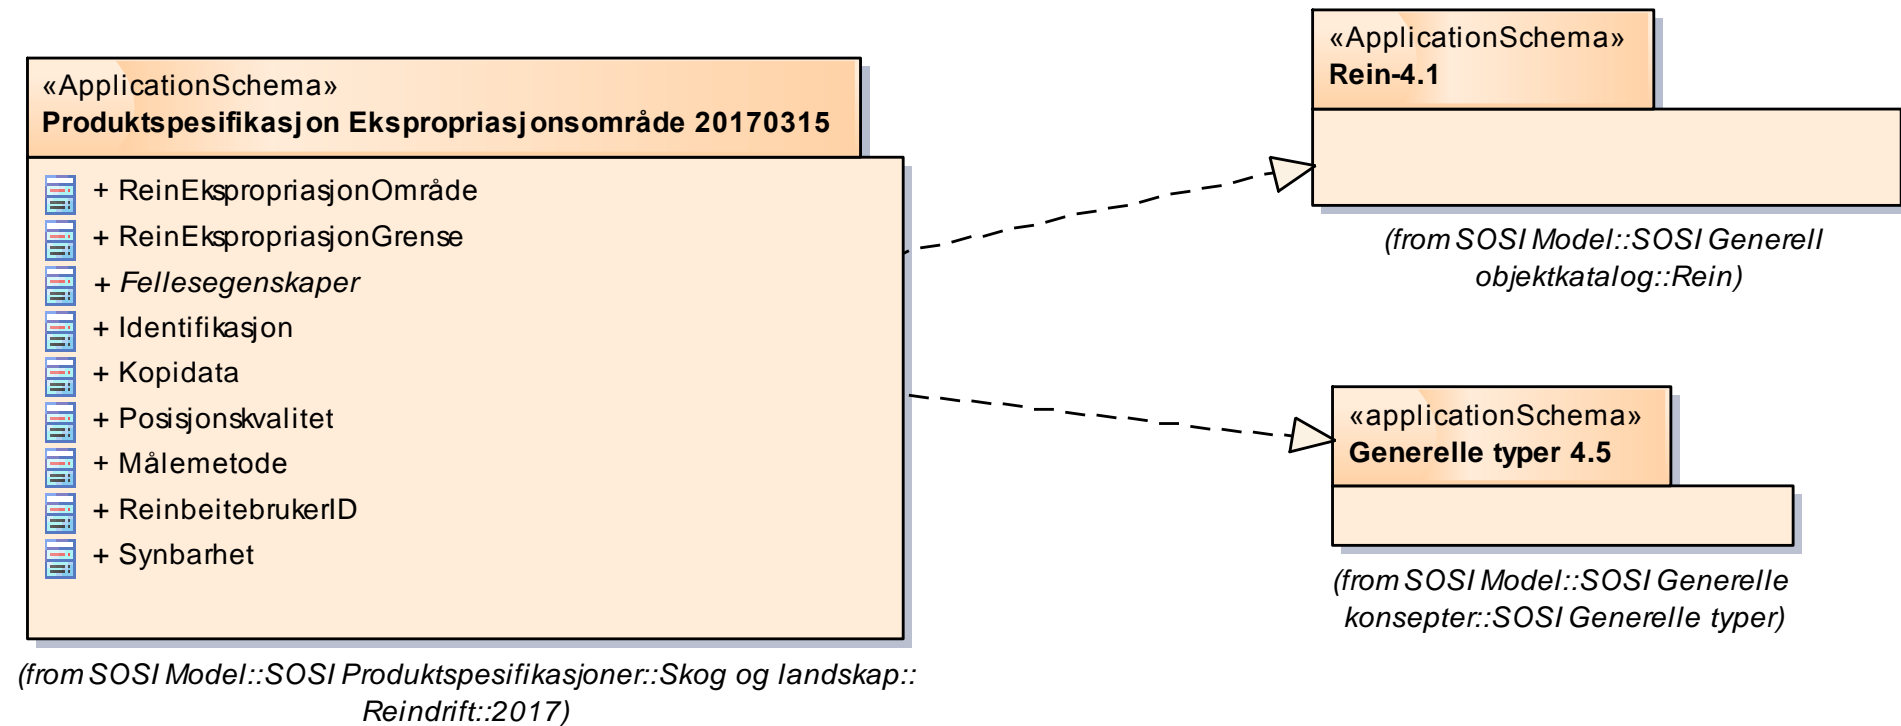 «ApplicationSchema»
Produktspesifikasjon Ekspropriasjonsområde 20170315
+ ReinEkspropriasjonOmråde
+ ReinEkspropriasjonGrense
+ Fellesegenskaper
+ Identifikasjon
+ Kopidata
+ Posisjonskvalitet
+ Målemetode
+ ReinbeitebrukerID
+ Synbarhet
(from SOSI Model::SOSI Produktspesifikasjoner::Skog og landskap::
Reindrift::2017)
«ApplicationSchema»
Rein-4.1
(from SOSI Model::SOSI Generell
objektkatalog::Rein)
«applicationSchema»
Generelle typer 4.5
(from SOSI Model::SOSI Generelle
konsepter::SOSI Generelle typer)